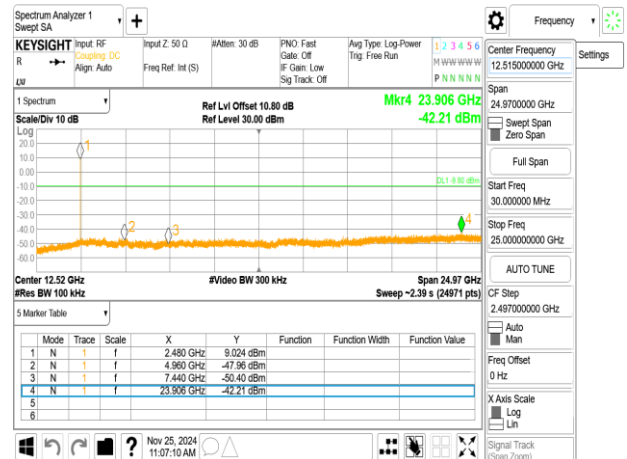 Spectrum Analyzer 1
Swept SA
Frequency
KEYSIGHT
Input: RF
Input Z: 50 Ω
#Atten: 30 dB
PNO: Fast
Avg Type: Log-Power
1 2 3 4 5 6
R
Coupling: DC
Gate: Off
Trig: Free Run
M W W W W W
Align: Auto
Freq Ref: Int (S)
IF Gain: Low
Sig Track: Off
P N N N N N
Center Frequency
12.515000000 GHz
Settings
Span
24.9700000 GHz
Swept Span
Zero Span
Full Span
Start Freq
30.000000 MHz
Stop Freq
25.000000000 GHz
AUTO TUNE
CF Step
2.497000000 GHz
Auto
Man
Freq Offset
0 Hz
X Axis Scale
Log
Lin
Signal Track
(Span Zoom)
1 Spectrum
Ref Lvl Offset 10.80 dB
Mkr4 23.906 GHz
Scale/Div 10 dB
Ref Level 30.00 dBm
-42.21 dBm
Log
20.0
10.0
0.00
-10.0
-20.0
-30.0
-40.0
-50.0
-60.0
1
2
3
4
Center 12.52 GHz
#Video BW 300 kHz
Span 24.97 GHz
#Res BW 100 kHz
Sweep ~2.39 s (24971 pts)
5 Marker Table
Mode Trace Scale X Y Function Function Width Function Value
1 N 1 f 2.480 GHz 9.024 dBm
2 N 1 f 4.960 GHz -47.96 dBm
3 N 1 f 7.440 GHz -50.40 dBm
4 N 1 f 23.906 GHz -42.21 dBm
5
6
Nov 25, 2024
11:07:10 AM